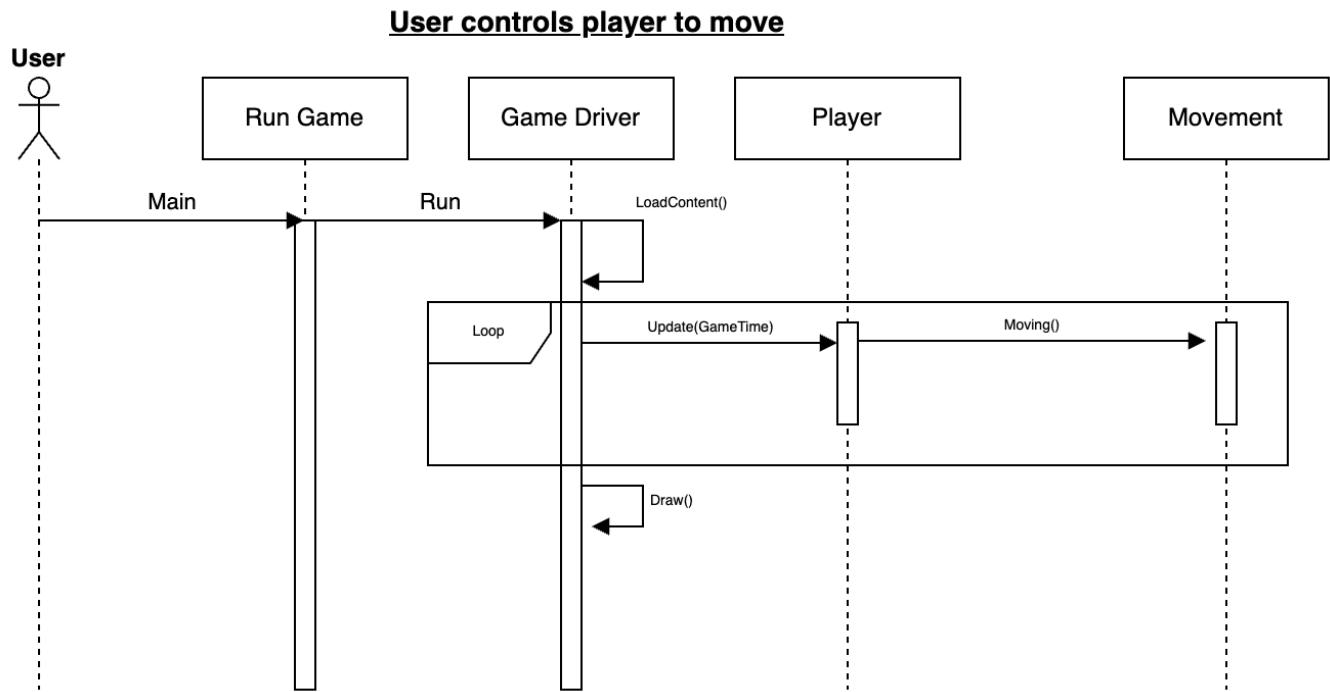 User controls player to move
User
Run Game
Game Driver
Player
Movement
Main
Run
LoadContent()
Loop
Update(GameTime)
Moving()
Draw()